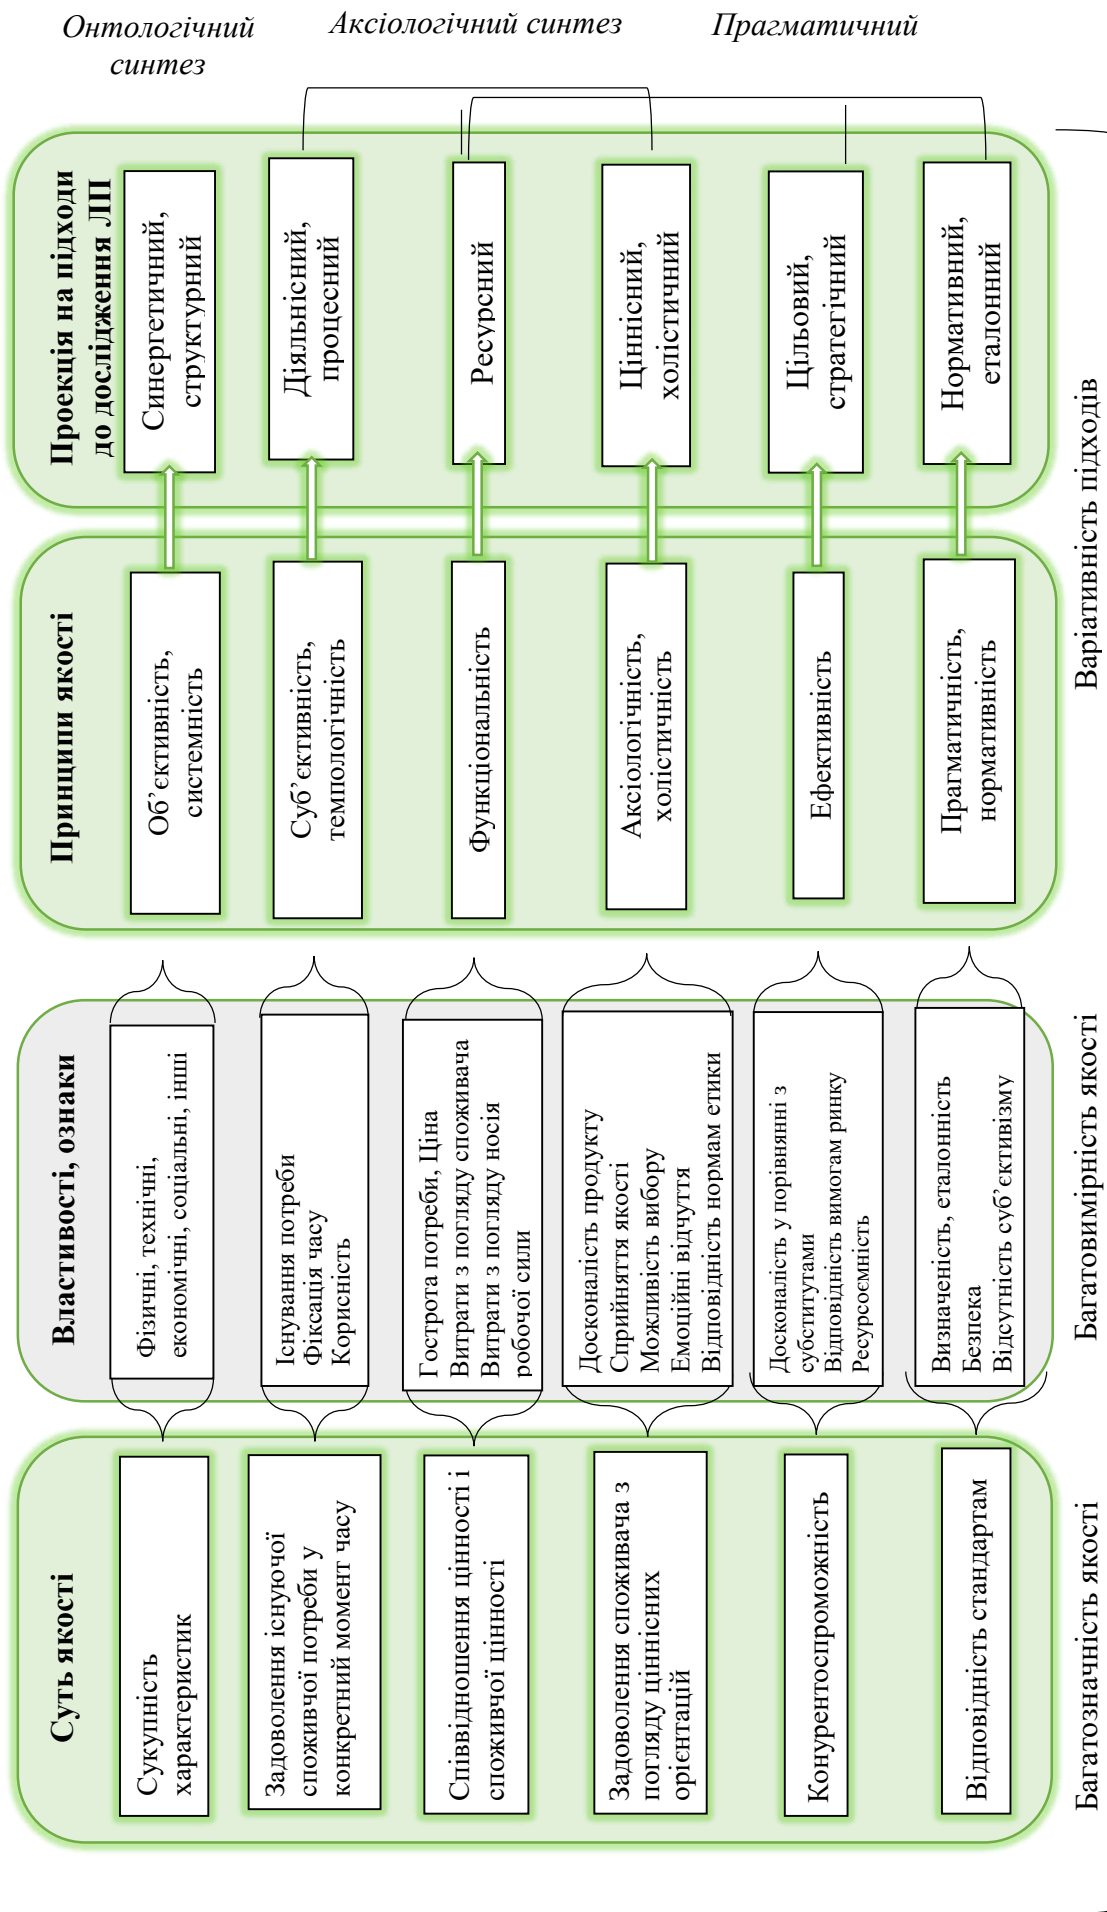 Онтологічний
синтез
Аксіологічний синтез
Прагматичний
Суть якості
Сукупність
характеристик
Задоволення існуючої
споживчої потреби у
конкретний момент часу
Співвідношення цінності і
споживчої цінності
Задоволення споживача з
погляду ціннісних
орієнтацій
Конкурентоспроможність
Відповідність стандартам
Багатозначність якості
Властивості, ознаки
Фізичні, технічні,
економічні, соціальні, інші
Існування потреби
Фіксація часу
Корисність
Гострота потреби, Ціна
Витрати з погляду споживача
Витрати з погляду носія
робочої сили
Досконалість продукту
Сприйняття якості
Можливість вибору
Емоційні відчуття
Відповідність нормам етики
Досконалість у порівнянні з
субститутами
Відповідність вимогам ринку
Ресурсоємність
Визначеність, еталонність
Безпека
Відсутність суб’єктивізму
Багатовимірність якості
Принципи якості
Об’єктивність,
системність
Суб’єктивність,
темпологічність
Функціональність
Аксіологічність,
холістичність
Ефективність
Прагматичність,
нормативність
Проекція на підходи
до дослідження ЛП
Синергетичний,
структурний
Діяльнісний,
процесний
Ресурсний
Ціннісний,
холістичний
Цільовий,
стратегічний
Нормативний,
еталонний
Варіативність підходів